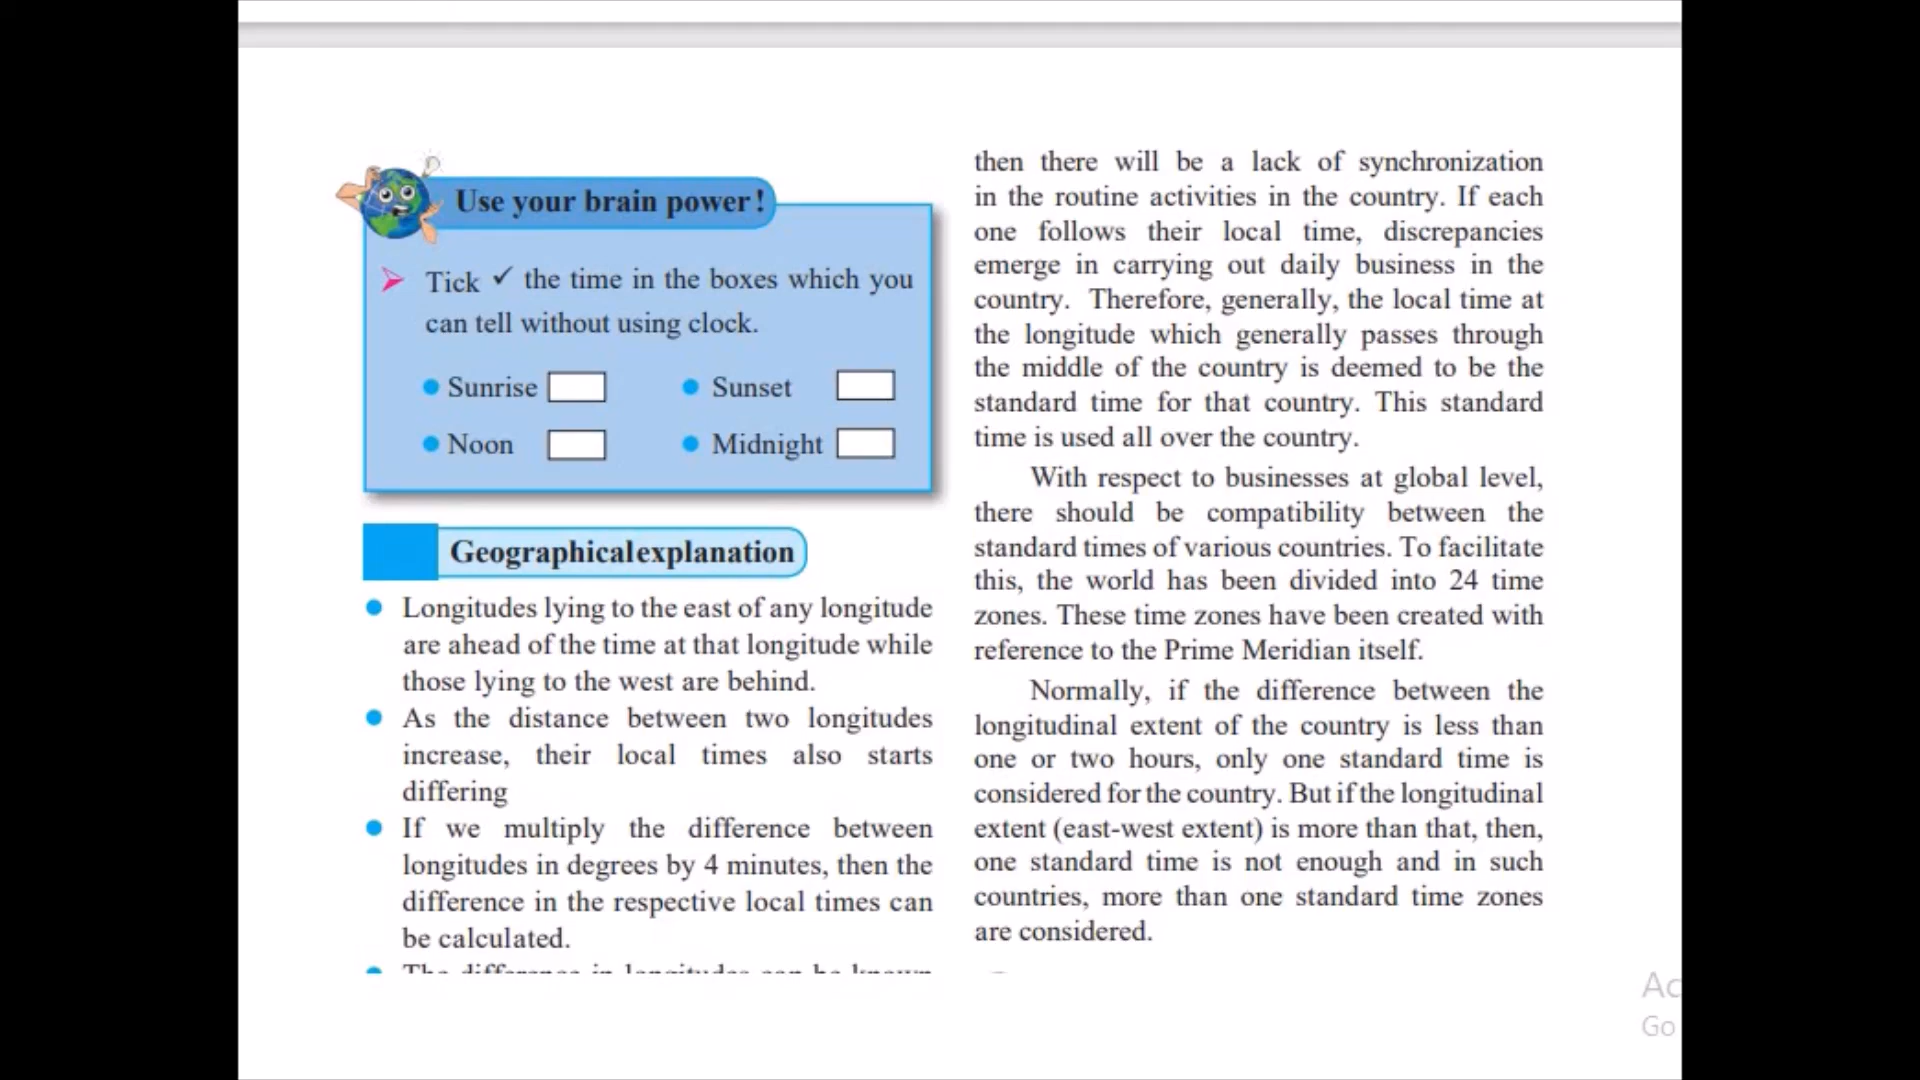 Use your brain power!
Tick ✓ the time in the boxes which you
can tell without using clock.
Sunrise
Sunset
Noon
Midnight
Geographical explanation
Longitudes lying to the east of any longitude
are ahead of the time at that longitude while
those lying to the west are behind.
As the distance between two longitudes
increase, their local times also starts
differing
If we multiply the difference between
longitudes in degrees by 4 minutes, then the
difference in the respective local times can
be calculated.
The difference in longitudes can be known
then there will be a lack of synchronization
in the routine activities in the country. If each
one follows their local time, discrepancies
emerge in carrying out daily business in the
country. Therefore, generally, the local time at
the longitude which generally passes through
the middle of the country is deemed to be the
standard time for that country. This standard
time is used all over the country.
With respect to businesses at global level,
there should be compatibility between the
standard times of various countries. To facilitate
this, the world has been divided into 24 time
zones. These time zones have been created with
reference to the Prime Meridian itself.
Normally, if the difference between the
longitudinal extent of the country is less than
one or two hours, only one standard time is
considered for the country. But if the longitudinal
extent (east-west extent) is more than that, then,
one standard time is not enough and in such
countries, more than one standard time zones
are considered.
Ac
Go